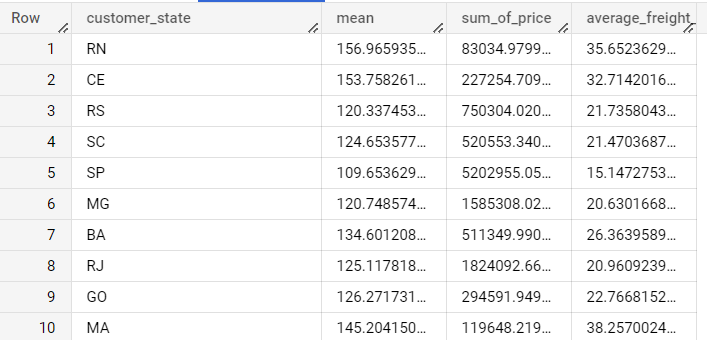 Row customer_state mean sum_of_price average_freight_
1 RN 156.965935... 83034.9799... 35.6523629...
2 CE 153.758261... 227254.709... 32.7142016...
3 RS 120.337453... 750304.020... 21.7358043...
4 SC 124.653577... 520553.340... 21.4703687...
5 SP 109.653629... 5202955.05... 15.1472753...
6 MG 120.748574... 1585308.02... 20.6301668...
7 BA 134.601208... 511349.990... 26.3639589...
8 RJ 125.117818... 1824092.66... 20.9609239...
9 GO 126.271731... 294591.949... 22.7668152...
10 MA 145.204150... 119648.219... 38.2570024...